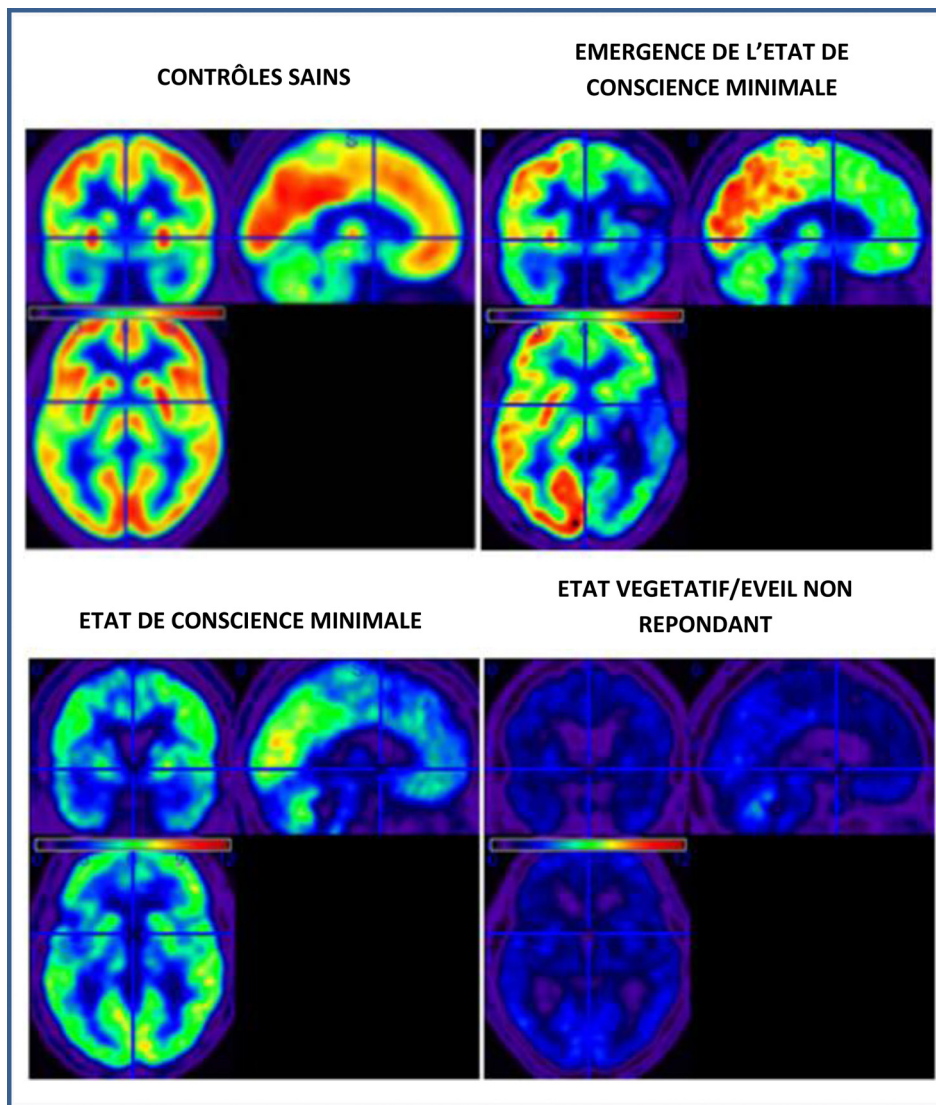 CONTRÔLES SAINS
EMERGENCE DE L'ETAT DE
CONSCIENCE MINIMALE
ETAT DE CONSCIENCE MINIMALE
ETAT VEGETATIF/EVEIL NON
REPONDANT